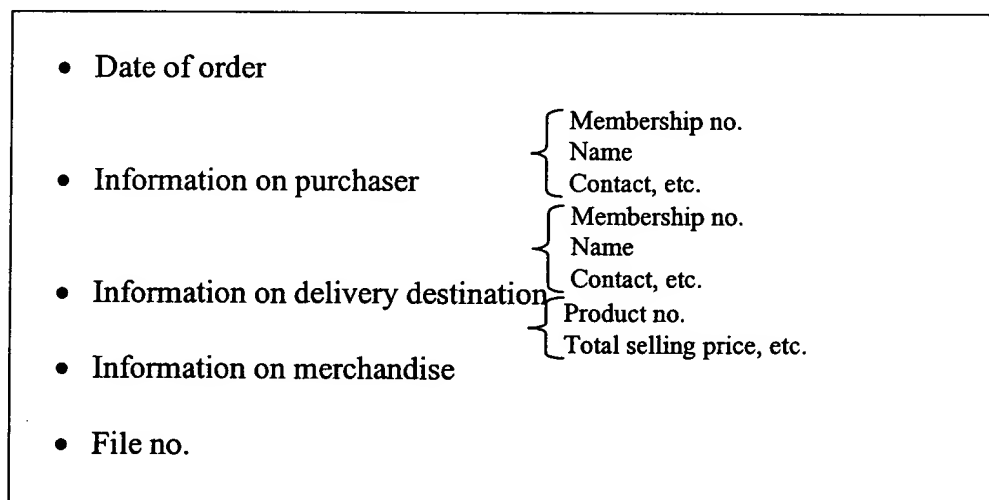 • Date of order
• Information on purchaser
Membership no.
Name
Contact, etc.
• Information on delivery destination
Membership no.
Name
Contact, etc.
• Information on merchandise
Product no.
Total selling price, etc.
• File no.